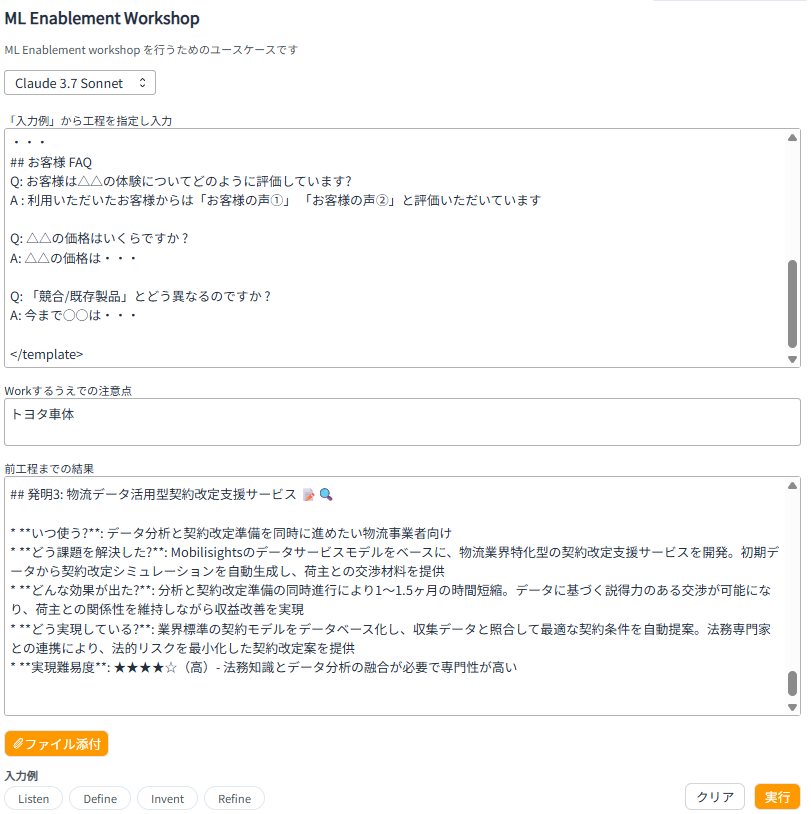 ML Enablement Workshop
ML Enablement workshop を行うためのユースケースです
Claude 3.7 Sonnet
「入力例」から工程を指定し入力
・・・
## お客様 FAQ
Q: お客様は△△の体験についてどのように評価しています?
A : 利用いただいたお客様からは「お客様の声①」 「お客様の声②」と評価いただいています
Q: △△の価格はいくらですか ?
A: △△の価格は・・・
Q: 「競合/既存製品」とどう異なるのですか ?
A: 今まで〇〇は・・・
</template>
Workするうえでの注意点
トヨタ車体
前工程までの結果
## 発明3: 物流データ活用型契約改定支援サービス 📝🔍
* **いつ使う?**: データ分析と契約改定準備を同時に進めたい物流事業者向け
* **どう課題を解決した?**: Mobilisightsのデータサービスモデルをベースに、物流業界特化型の契約改定支援サービスを開発。初期デ
ータから契約改定シミュレーションを自動生成し、荷主との交渉材料を提供
* **どんな効果が出た?**: 分析と契約改定準備の同時進行により1〜1.5ヶ月の時間短縮。データに基づく説得力のある交渉が可能にな
り、荷主との関係性を維持しながら収益改善を実現
* **どう実現している?**: 業界標準の契約モデルをデータベース化し、収集データと照合して最適な契約条件を自動提案。法務専門家
との連携により、法的リスクを最小化した契約改定案を提供
* **実現難易度**: ★★★★☆（高）- 法務知識とデータ分析の融合が必要で専門性が高い
ファイル添付
入力例
Listen
Define
Invent
Refine
クリア
実行